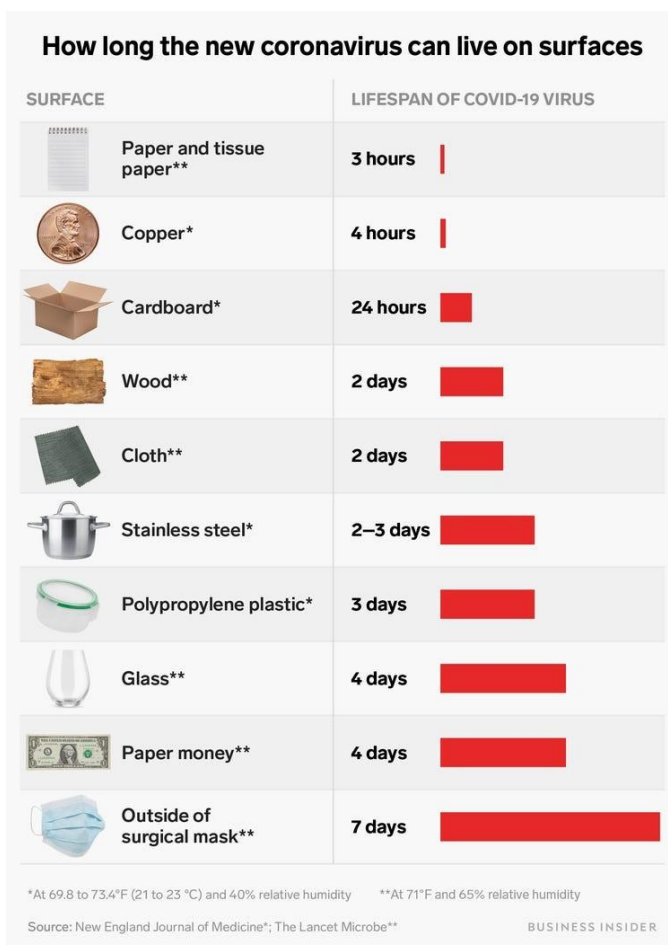 How long the new coronavirus can live on surfaces
SURFACE LIFESPAN OF COVID-19 VIRUS
Paper and tissue
paper** 3 hours
Copper* 4 hours
Cardboard* 24 hours
Wood** 2 days
Cloth** 2 days
Stainless steel* 2–3 days
Polypropylene plastic* 3 days
Glass** 4 days
Paper money** 4 days
Outside of
surgical mask** 7 days
*At 69.8 to 73.4°F (21 to 23 °C) and 40% relative humidity **At 71°F and 65% relative humidity
Source: New England Journal of Medicine*; The Lancet Microbe** BUSINESS INSIDER